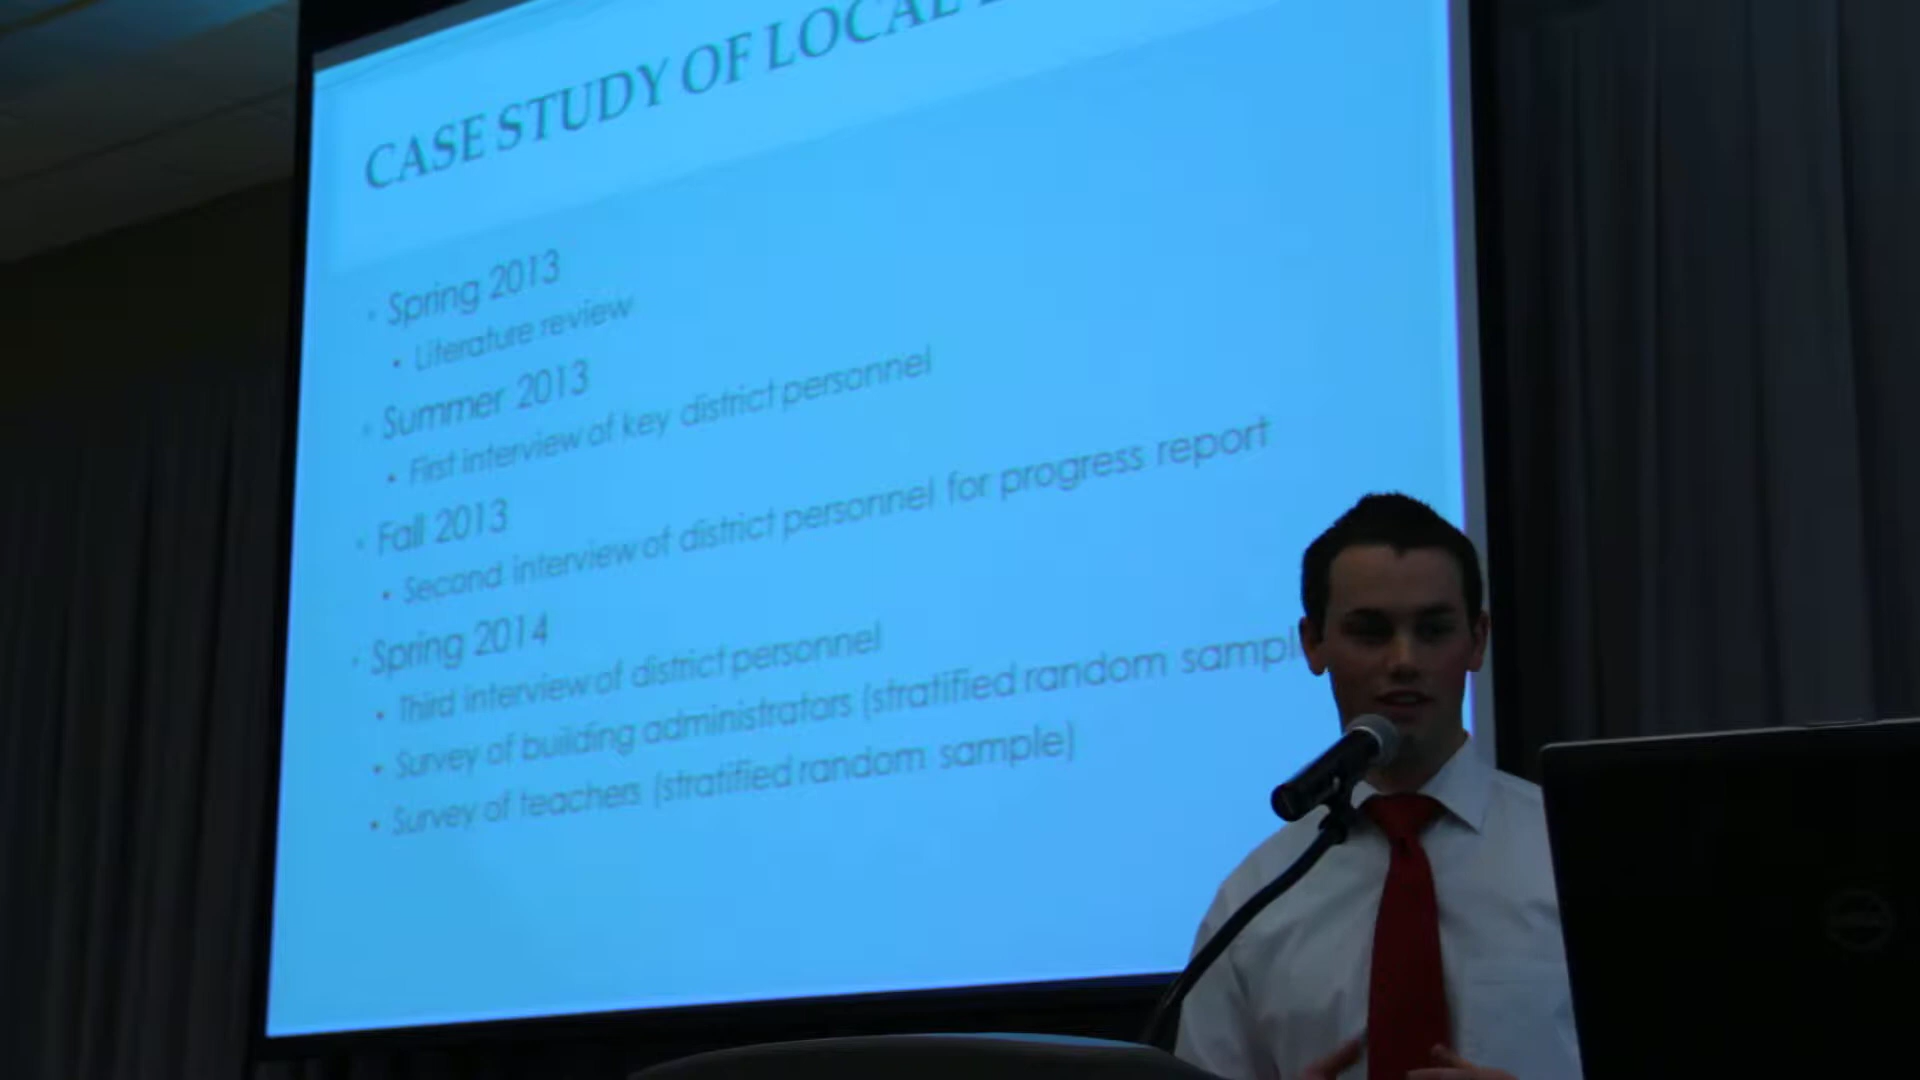 CASE STUDY OF LOCAL
Spring 2013
Literature review
Summer 2013
First interview of key district personnel
Fall 2013
Second interview of district personnel for progress report
Spring 2014
Third interview of district personnel
Survey of building administrators (stratified random sampl
Survey of teachers (stratified random sample)